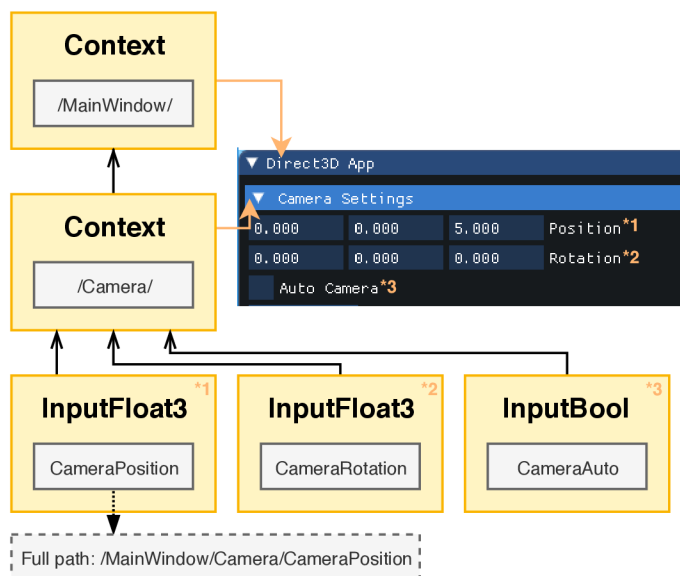 Context
/MainWindow/
▼ Direct3D App
▼ Camera Settings
0.000 0.000 5.000 Position*1
0.000 0.000 0.000 Rotation*2
Auto Camera*3
Context
/Camera/
*1
InputFloat3
CameraPosition
*2
InputFloat3
CameraRotation
*3
InputBool
CameraAuto
Full path: /MainWindow/Camera/CameraPosition